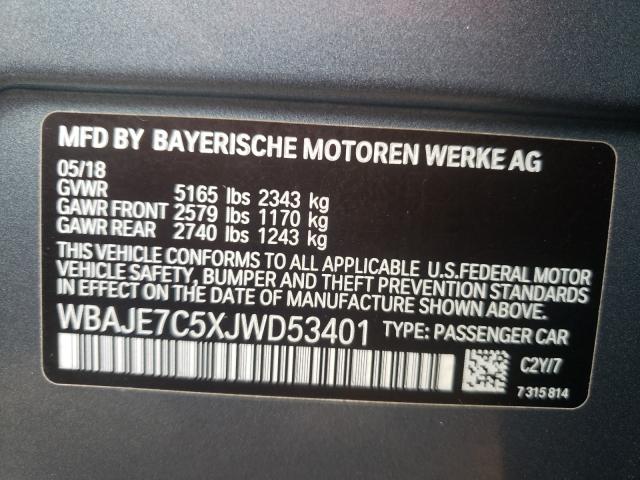 MFD BY BAYERISCHE MOTOREN WERKE AG
05/18
GVWR 5165 lbs 2343 kg
GAWR FRONT 2579 lbs 1170 kg
GAWR REAR 2740 lbs 1243 kg
THIS VEHICLE CONFORMS TO ALL APPLICABLE U.S.FEDERAL MOTOR
VEHICLE SAFETY, BUMPER AND THEFT PREVENTION STANDARDS
IN EFFECT ON THE DATE OF MANUFACTURE SHOWN ABOVE.
WBAJE7C5XJWD53401 TYPE: PASSENGER CAR
C2Y/7
7 315 814